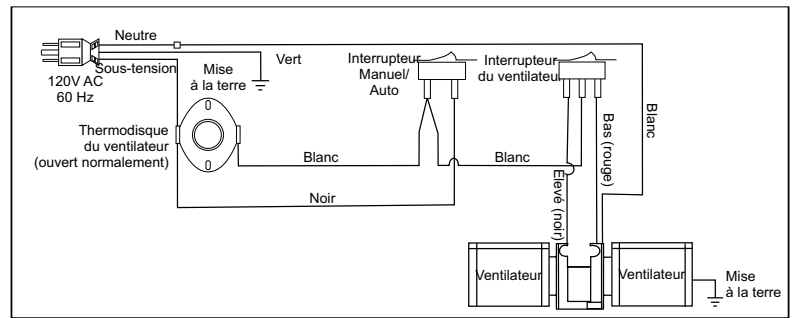 Neutre
Vert
Sous-tension
120V AC
60 Hz
Mise
à la terre
Interrupteur
Manuel/
Auto
Interrupteur
du ventilateur
Thermodisque
du ventilateur
(ouvert normalement)
Blanc
Blanc
Noir
Elevé (noir)
Bas (rouge)
Blanc
Ventilateur
Ventilateur
Mise
à la terre